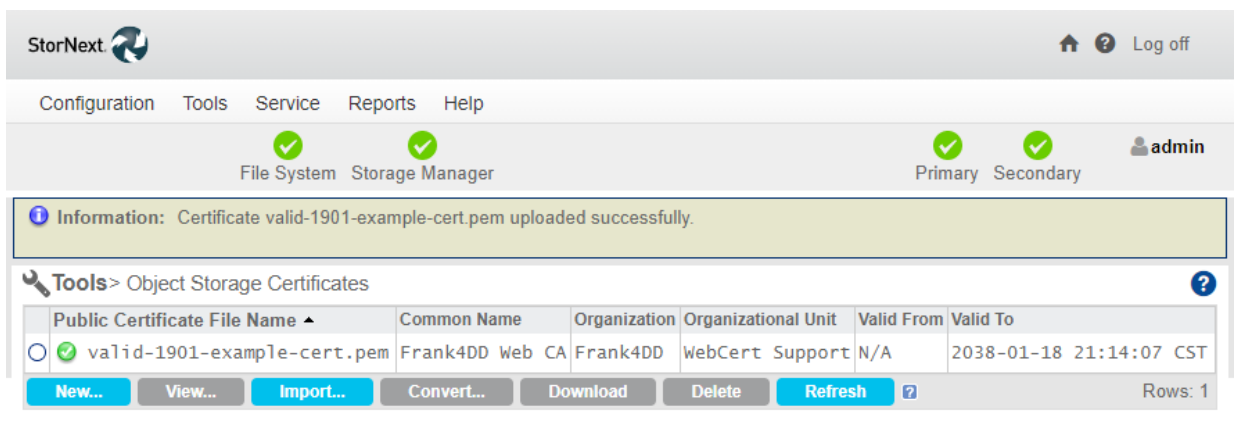 StorNext
Log off
Configuration Tools Service Reports Help
File System Storage Manager Primary Secondary admin
Information: Certificate valid-1901-example-cert.pem uploaded successfully.
Tools> Object Storage Certificates
Public Certificate File Name Common Name Organization Organizational Unit Valid From Valid To
valid-1901-example-cert.pem Frank4DD Web CA Frank4DD WebCert Support N/A 2038-01-18 21:14:07 CST
New... View... Import... Convert... Download Delete Refresh Rows: 1